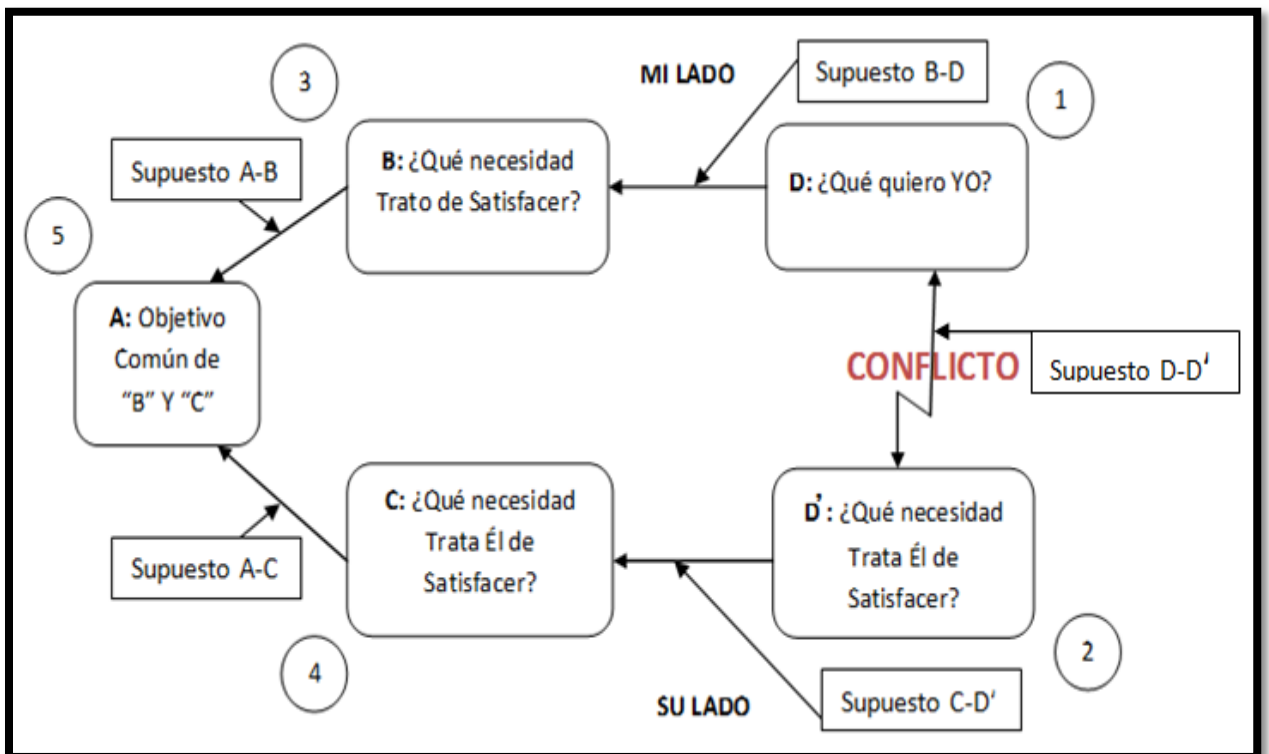 3
MI LADO
Supuesto B-D
1
Supuesto A-B
B: ¿Qué necesidad
Trato de Satisfacer?
D: ¿Qué quiero YO?
5
A: Objetivo
Común de
“B” Y “C”
CONFLICTO
Supuesto D-D'
C: ¿Qué necesidad
Trata Él de
Satisfacer?
D' : ¿Qué necesidad
Trata Él de
Satisfacer?
Supuesto A-C
4
SU LADO
Supuesto C-D'
2